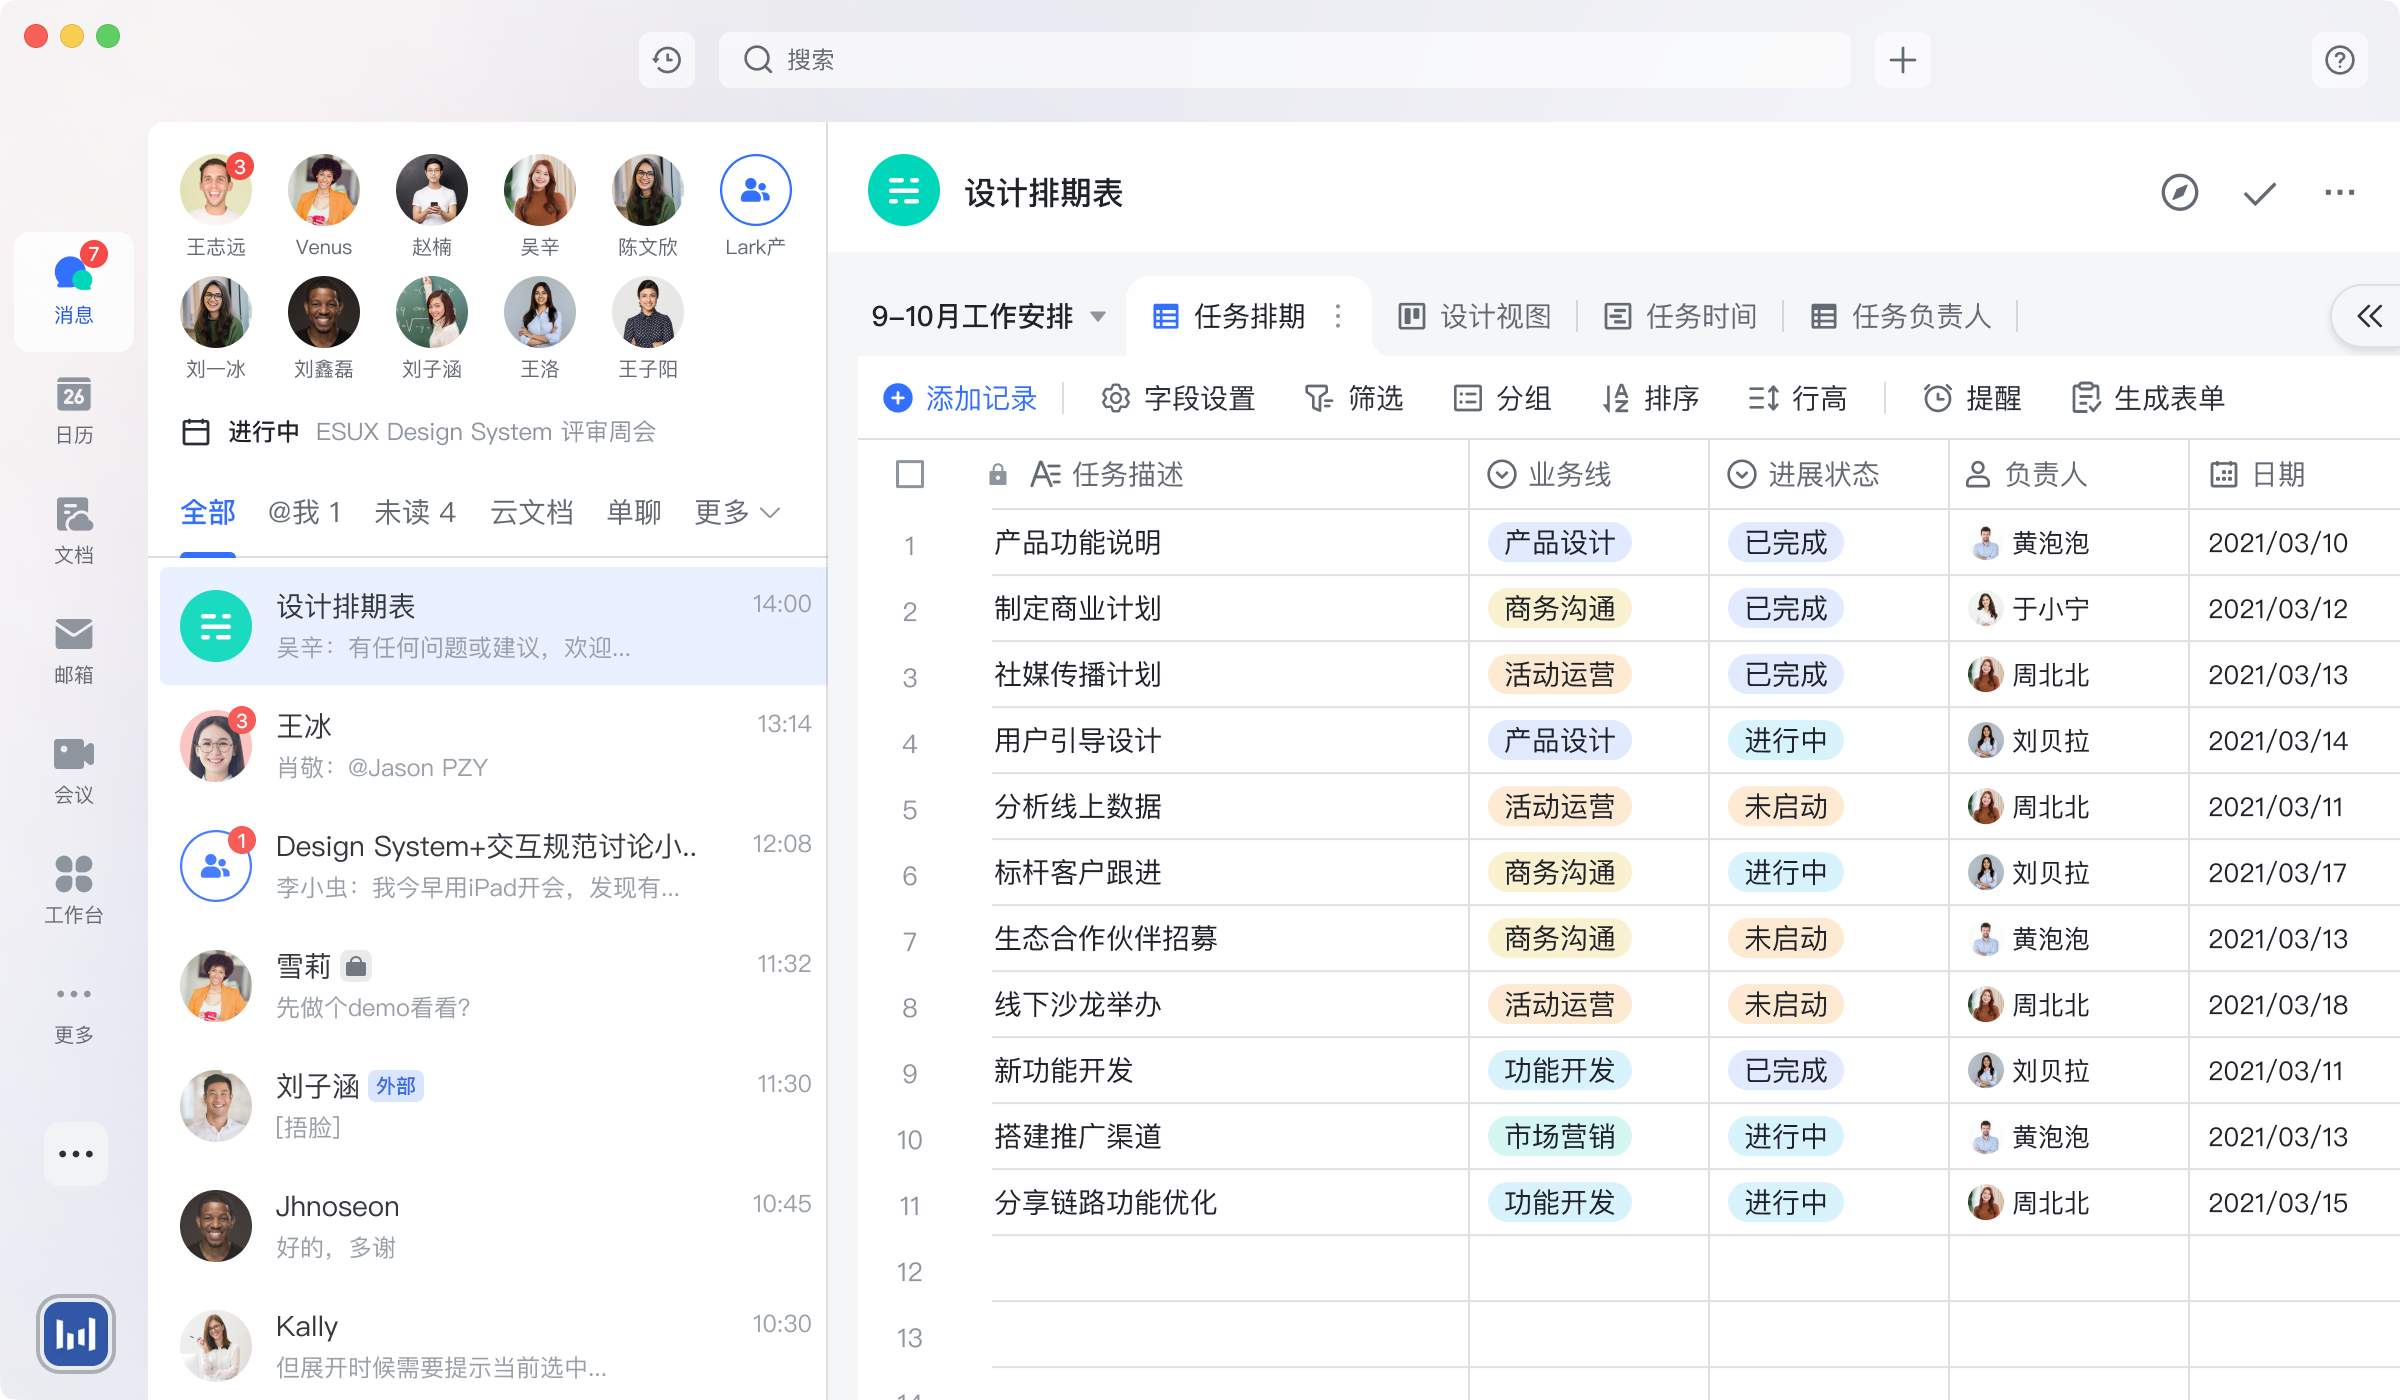 搜索
3
王志远
Venus
赵楠
吴辛
陈文欣
Lark产
刘一冰
刘鑫磊
刘子涵
王洛
王子阳
7
消息
26
日历
文档
邮箱
会议
工作台
更多
进行中 ESUX Design System 评审周会
全部 @我 1 未读 4 云文档 单聊 更多
设计排期表 14:00
吴辛：有任何问题或建议，欢迎...
3
王冰 13:14
肖敬：@Jason PZY
1
Design System+交互规范讨论小.. 12:08
李小虫：我今早用iPad开会，发现有...
雪莉 11:32
先做个demo看看?
刘子涵 外部 11:30
[捂脸]
Jhnoseon 10:45
好的，多谢
Kally 10:30
但展开时候需要提示当前选中...
设计排期表
9–10月工作安排 任务排期 设计视图 任务时间 任务负责人
添加记录 字段设置 筛选 分组 排序 行高 提醒 生成表单
任务描述 业务线 进展状态 负责人 日期
1 产品功能说明 产品设计 已完成 黄泡泡 2021/03/10
2 制定商业计划 商务沟通 已完成 于小宁 2021/03/12
3 社媒传播计划 活动运营 已完成 周北北 2021/03/13
4 用户引导设计 产品设计 进行中 刘贝拉 2021/03/14
5 分析线上数据 活动运营 未启动 周北北 2021/03/11
6 标杆客户跟进 商务沟通 进行中 刘贝拉 2021/03/17
7 生态合作伙伴招募 商务沟通 未启动 黄泡泡 2021/03/13
8 线下沙龙举办 活动运营 未启动 周北北 2021/03/18
9 新功能开发 功能开发 已完成 刘贝拉 2021/03/11
10 搭建推广渠道 市场营销 进行中 黄泡泡 2021/03/13
11 分享链路功能优化 功能开发 进行中 周北北 2021/03/15
12
13